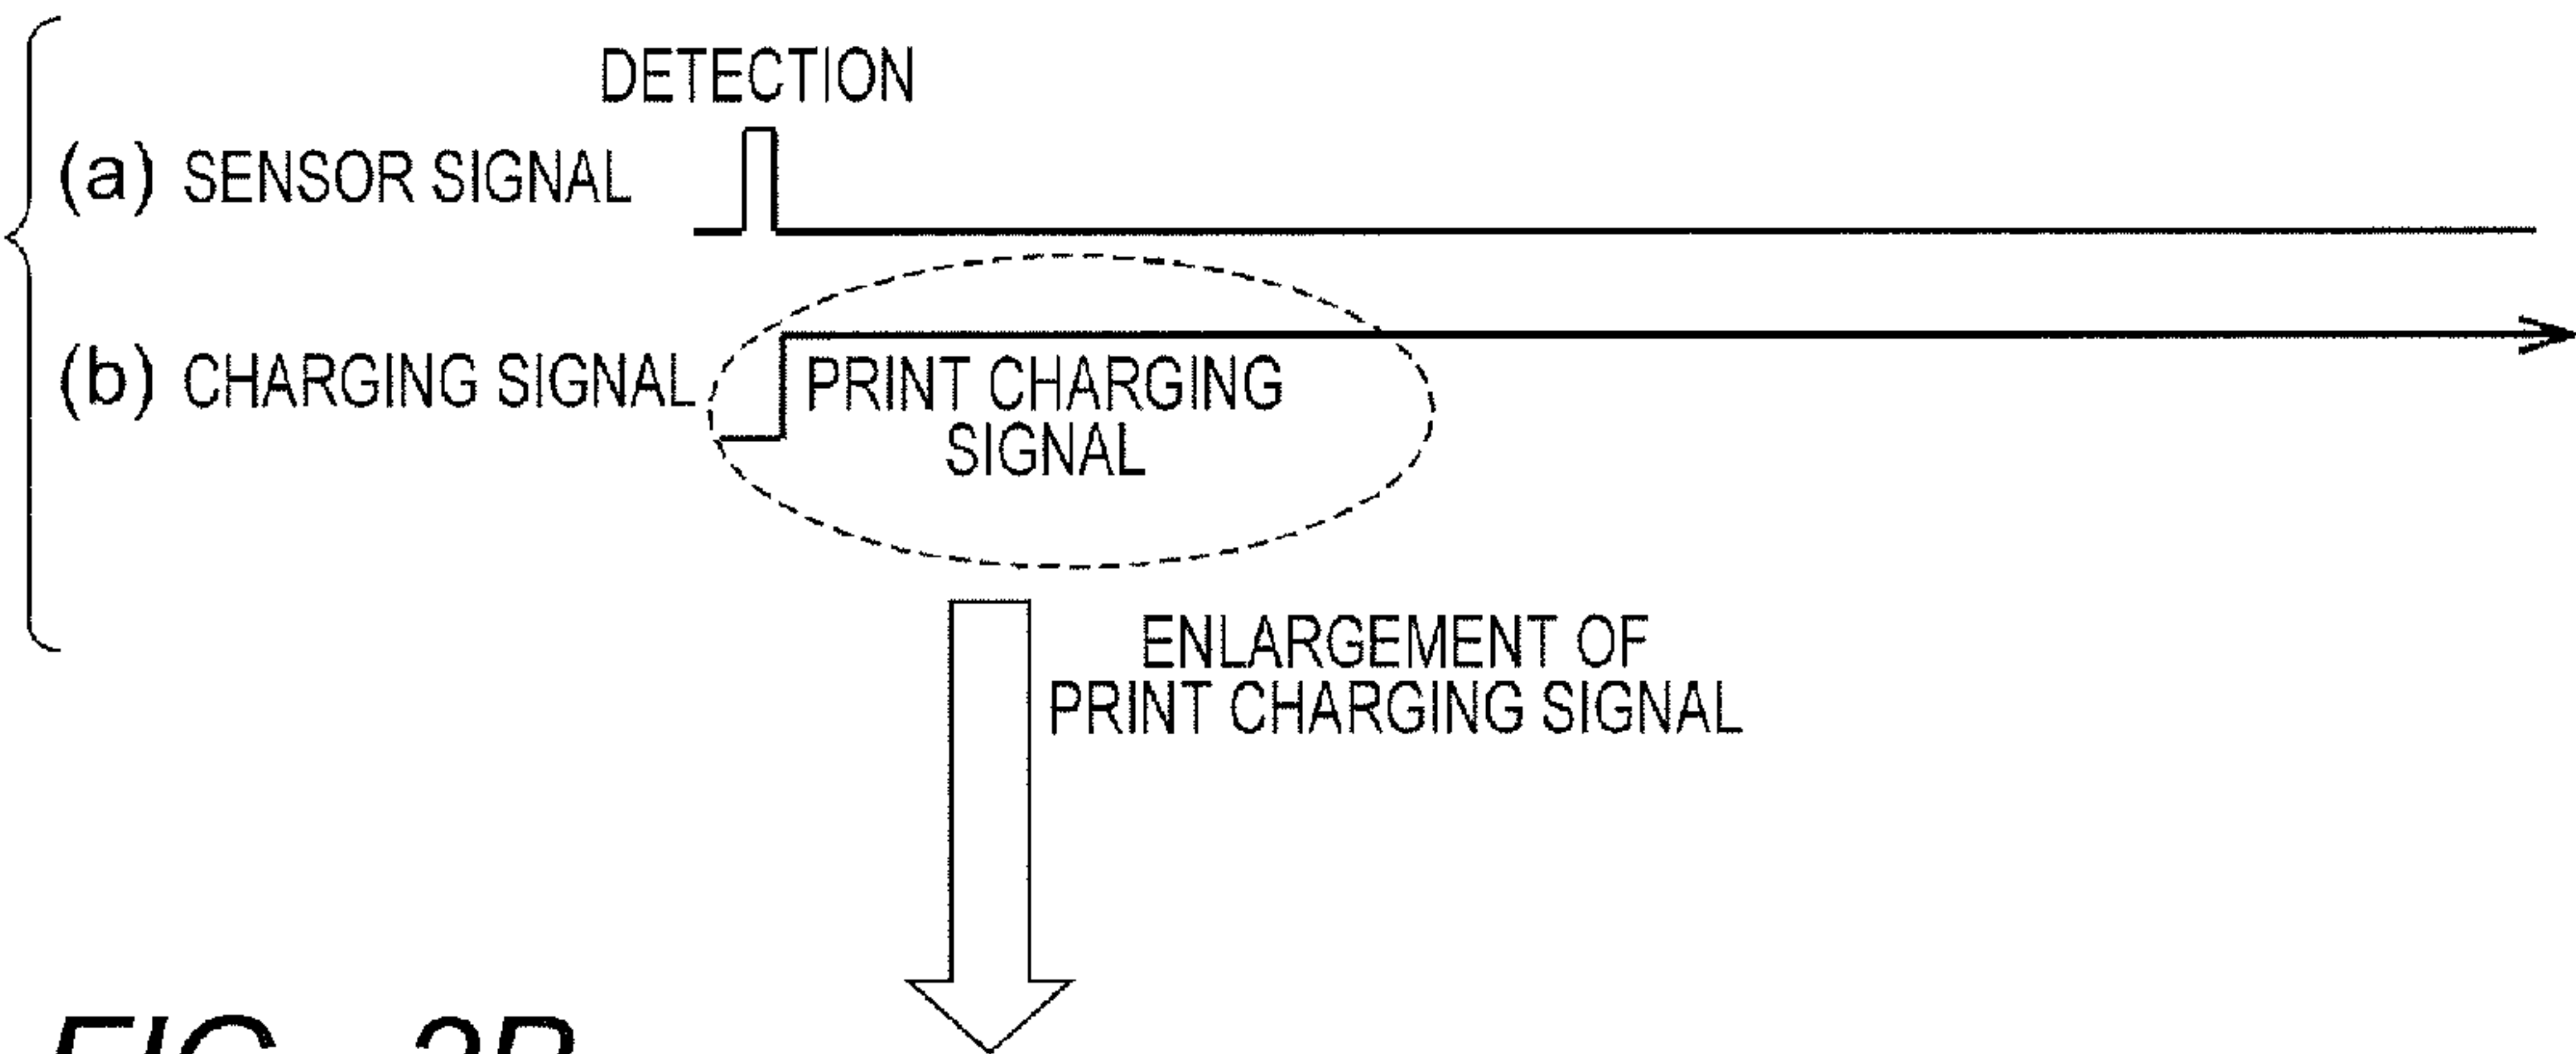 DETECTION
(a) SENSOR SIGNAL
(b) CHARGING SIGNAL
PRINT CHARGING
SIGNAL
ENLARGEMENT OF
PRINT CHARGING SIGNAL